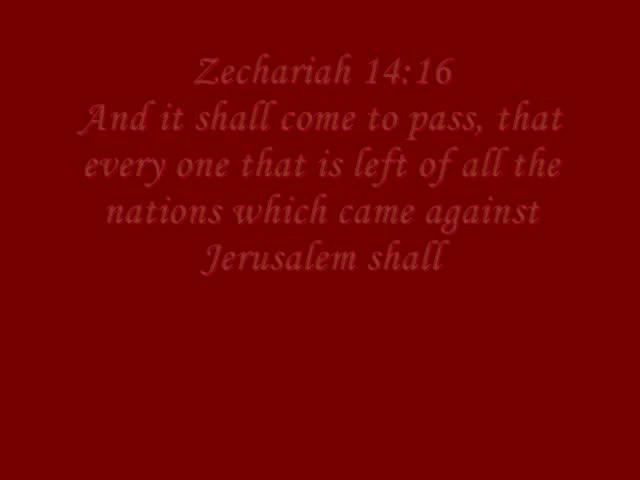 Zechariah 14:16
And it shall come to pass, that
every one that is left of all the
nations which came against
Jerusalem shall